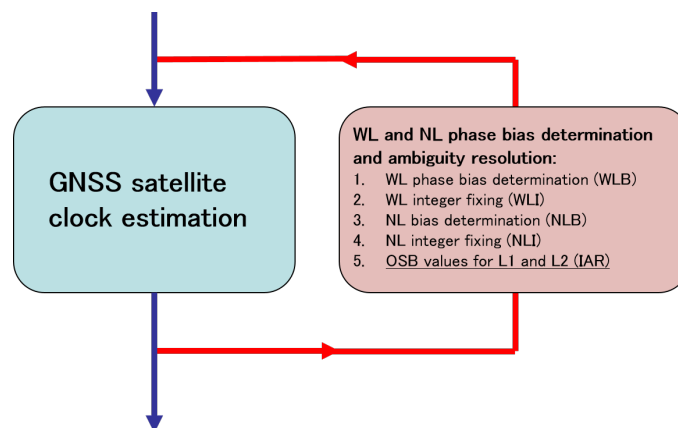 GNSS satellite
clock estimation
WL and NL phase bias determination
and ambiguity resolution:
1. WL phase bias determination (WLB)
2. WL integer fixing (WLI)
3. NL bias determination (NLB)
4. NL integer fixing (NLI)
5. OSB values for L1 and L2 (IAR)